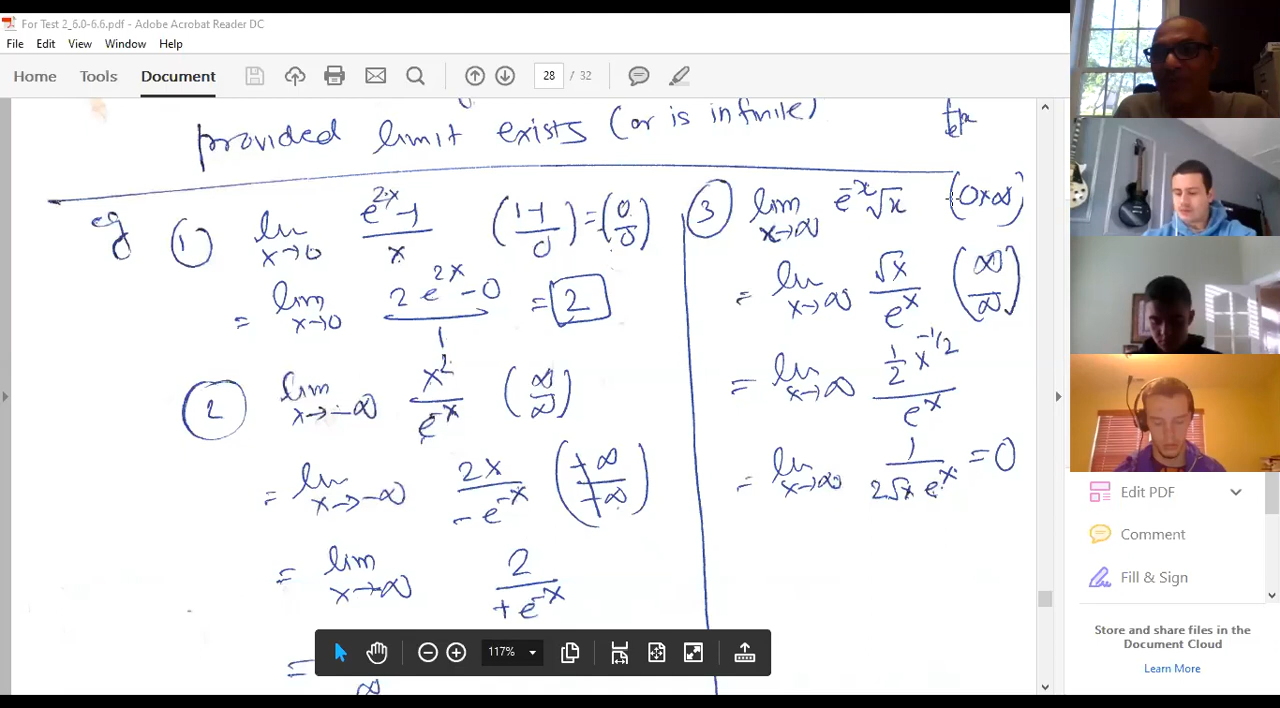 For Test 2_6.0-6.6.pdf - Adobe Acrobat Reader DC
File Edit View Window Help
Home Tools Document 28 / 32
provided limit exists (or is infinite)
eg ① lim x→0 (e^{2x} - 1)/x ((1-1)/0) = (0/0)
= lim x→0 (2e^{2x} - 0)/1 = 2
② lim x→-∞ x²/e^{-x} (∞/∞)
= lim x→-∞ 2x/-e^{-x} (-∞/-∞)
= lim x→-∞ 2/+e^{-x}
=
∞
③ lim x→∞ e^{-x}√x (0×∞)
= lim x→∞ √x/e^x (∞/∞)
= lim x→∞ (1/2 x^{-1/2})/e^x
= lim x→∞ 1/(2√x e^x) = 0
117%
Edit PDF
Comment
Fill & Sign
Store and share files in the
Document Cloud
Learn More